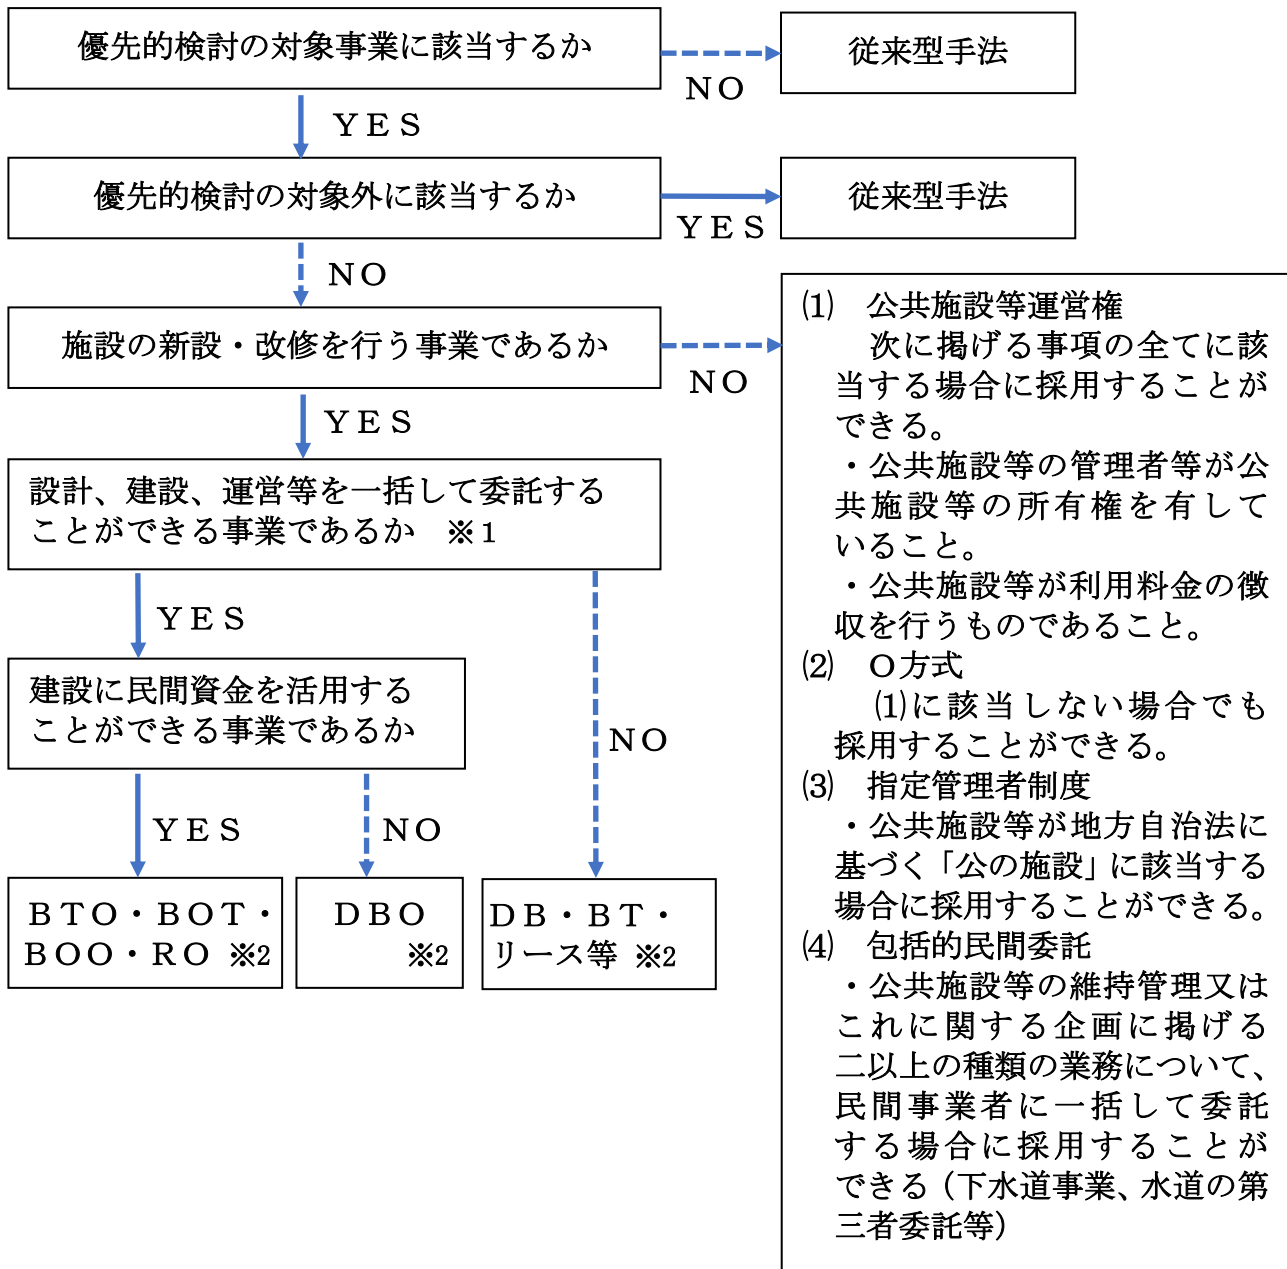 優先的検討の対象事業に該当するか
従来型手法
NO
YES
優先的検討の対象外に該当するか
従来型手法
YES
NO
施設の新設・改修を行う事業であるか
NO
YES
設計、建設、運営等を一括して委託する
ことができる事業であるか ※1
YES
建設に民間資金を活用する
ことができる事業であるか
NO
YES
NO
BTO・BOT・
BOO・RO ※2
DBO
※2
DB・BT・
リース等 ※2
⑴ 公共施設等運営権
次に掲げる事項の全てに該
当する場合に採用することが
できる。
・公共施設等の管理者等が公
共施設等の所有権を有して
いること。
・公共施設等が利用料金の徴
収を行うものであること。
⑵ O方式
⑴に該当しない場合でも
採用することができる。
⑶ 指定管理者制度
・公共施設等が地方自治法に
基づく「公の施設」に該当する
場合に採用することができる。
⑷ 包括的民間委託
・公共施設等の維持管理又は
これに関する企画に掲げる
二以上の種類の業務について、
民間事業者に一括して委託
する場合に採用することが
できる（下水道事業、水道の第
三者委託等）